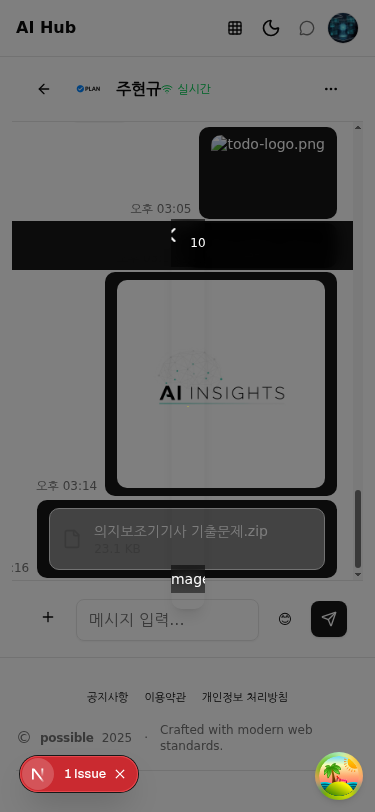 AI Hub
PLAN
주현규 실시간
todo-logo.png
오후 03:05
10
AI INSIGHTS
오후 03:14
의지보조기기사 기출문제.zip
23.1 KB
:16
mage
메시지 입력...
공지사항 이용약관 개인정보 처리방침
© possible 2025 · Crafted with modern web
standards.
N 1 Issue